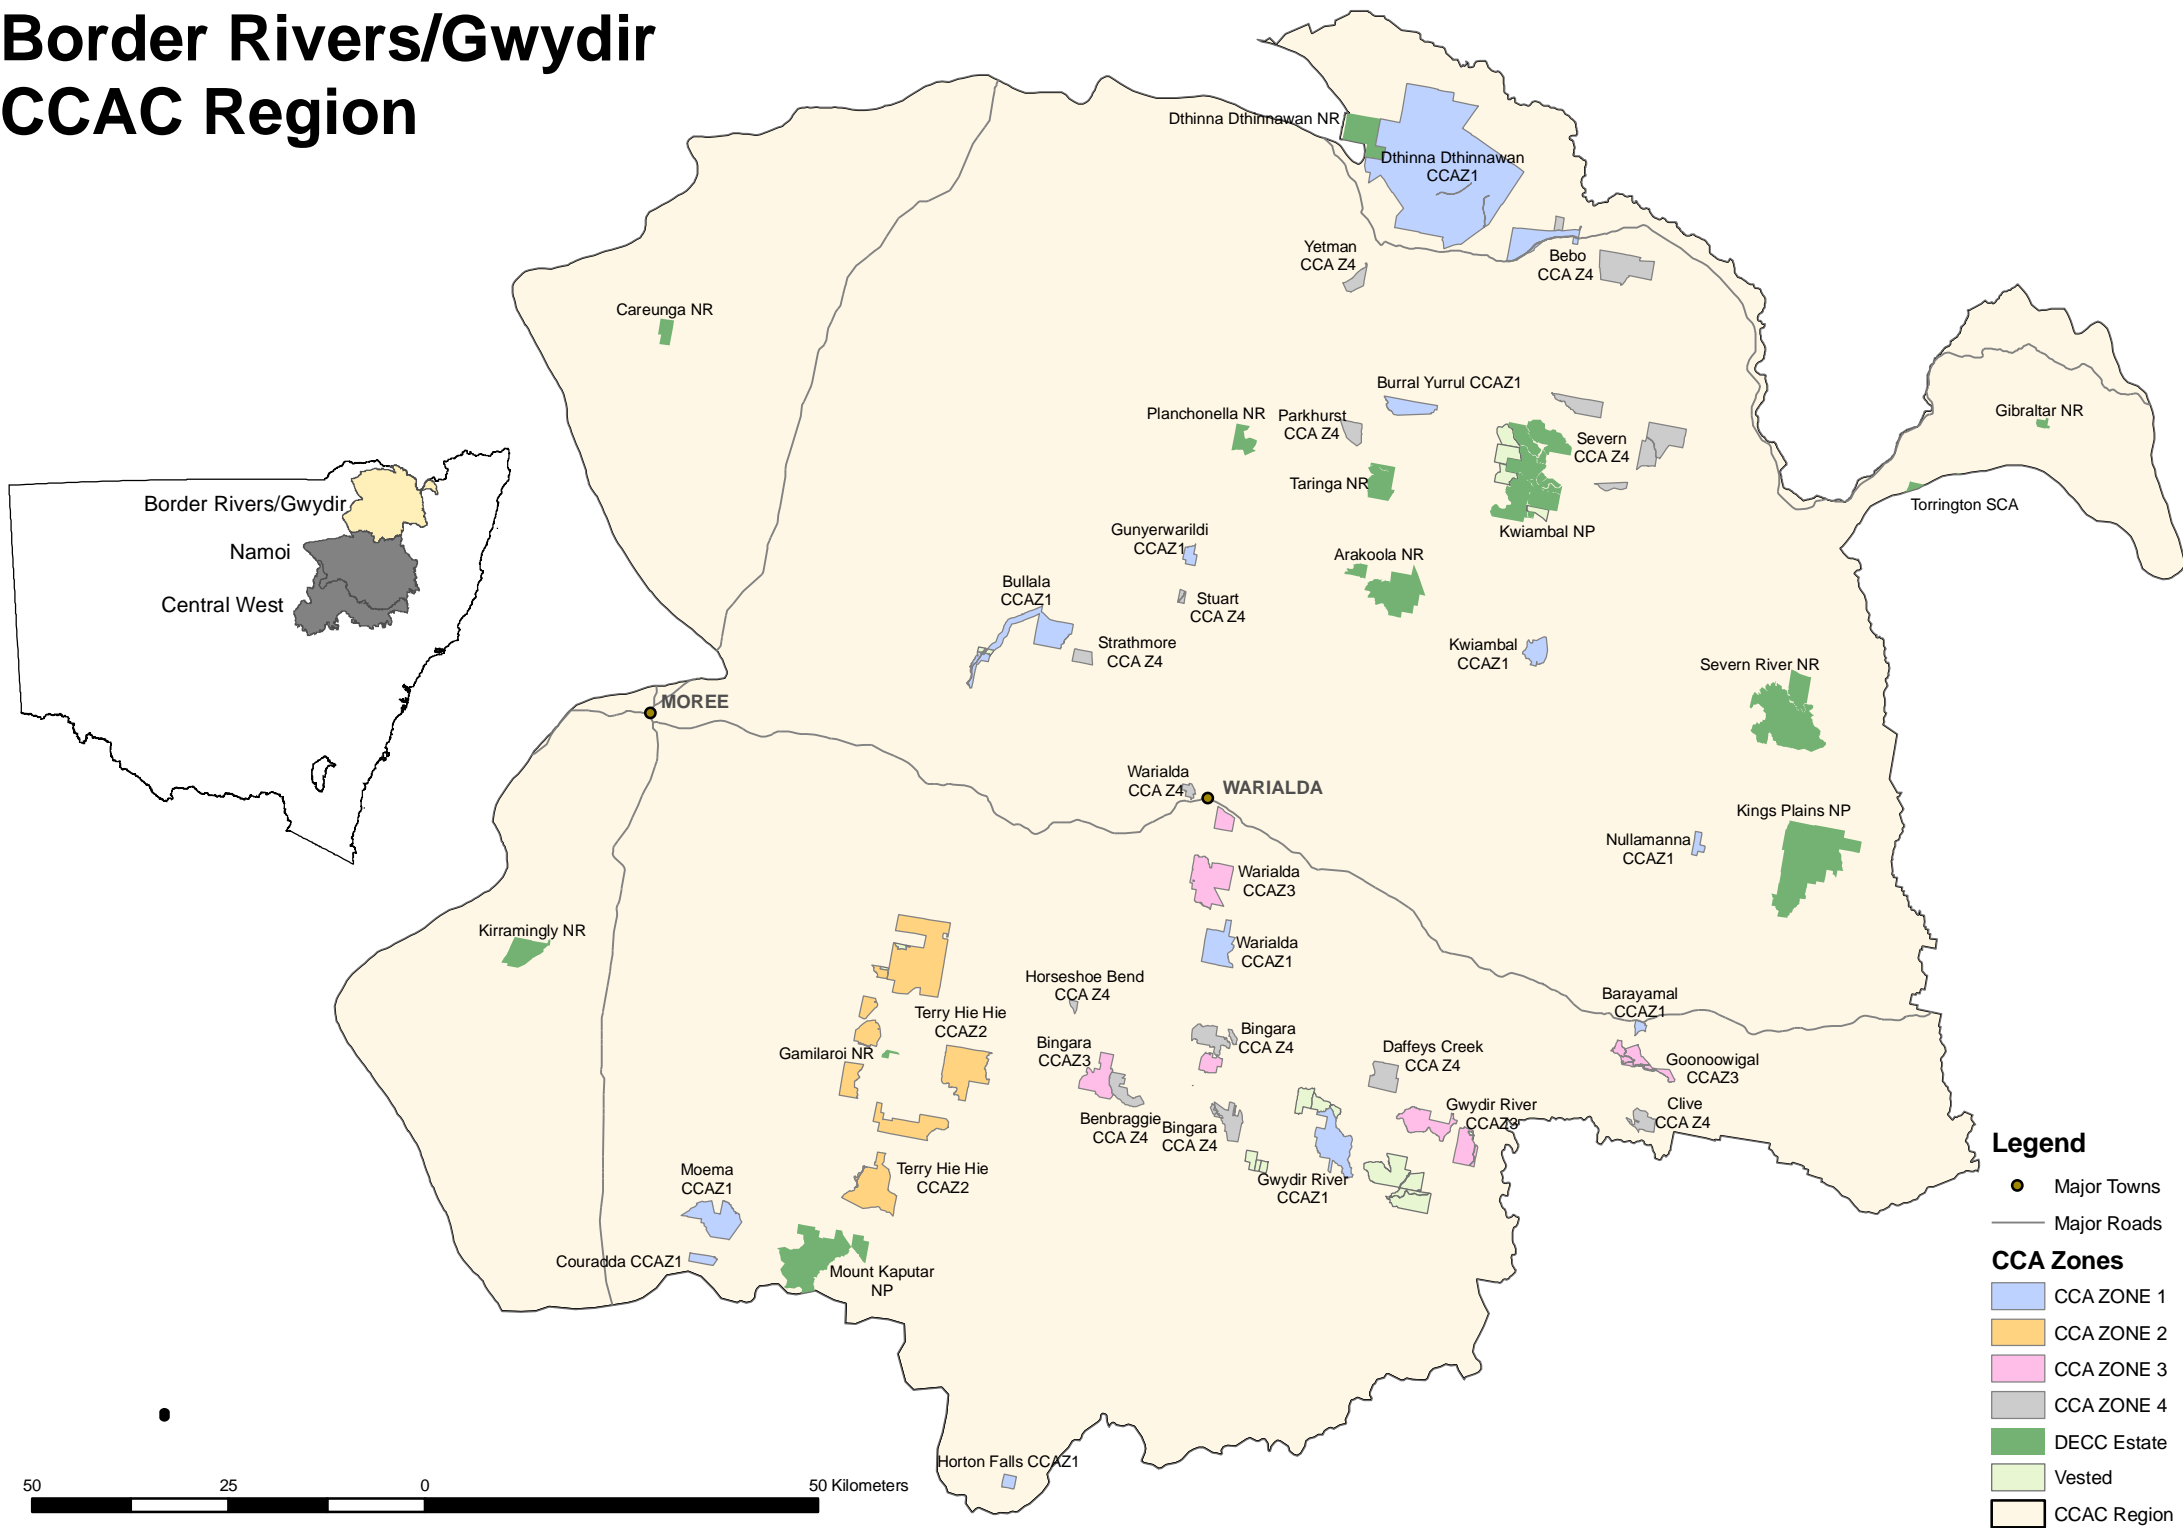 Border Rivers/Gwydir
CCAC Region
Dthinna Dthinnawan NR
Dthinna Dthinnawan
CCAZ1
Yetman
CCA Z4
Bebo
CCA Z4
Careunga NR
Burral Yurrul CCAZ1
Planchonella NR
Parkhurst
CCA Z4
Severn
CCA Z4
Gibraltar NR
Taringa NR
Torrington SCA
Kwiambal NP
Border Rivers/Gwydir
Namoi
Central West
Gunyerwarildi
CCAZ1
Arakoola NR
Bullala
CCAZ1
Stuart
CCA Z4
Strathmore
CCA Z4
Kwiambal
CCAZ1
Severn River NR
MOREE
Warialda
CCA Z4
WARIALDA
Kings Plains NP
Nullamanna
CCAZ1
Warialda
CCAZ3
Kirramingly NR
Warialda
CCAZ1
Horseshoe Bend
CCA Z4
Barayamal
CCAZ1
Terry Hie Hie
CCAZ2
Bingara
CCA Z4
Bingara
CCAZ3
Gamilaroi NR
Daffeys Creek
CCA Z4
Goonoowigal
CCAZ3
Gwydir River
CCAZ3
Clive
CCA Z4
Benbraggie
CCA Z4
Bingara
CCA Z4
Terry Hie Hie
CCAZ2
Moema
CCAZ1
Gwydir River
CCAZ1
Couradda CCAZ1
Mount Kaputar
NP
Horton Falls CCAZ1
50 25 0 50 Kilometers
Legend
Major Towns
Major Roads
CCA Zones
CCA ZONE 1
CCA ZONE 2
CCA ZONE 3
CCA ZONE 4
DECC Estate
Vested
CCAC Region